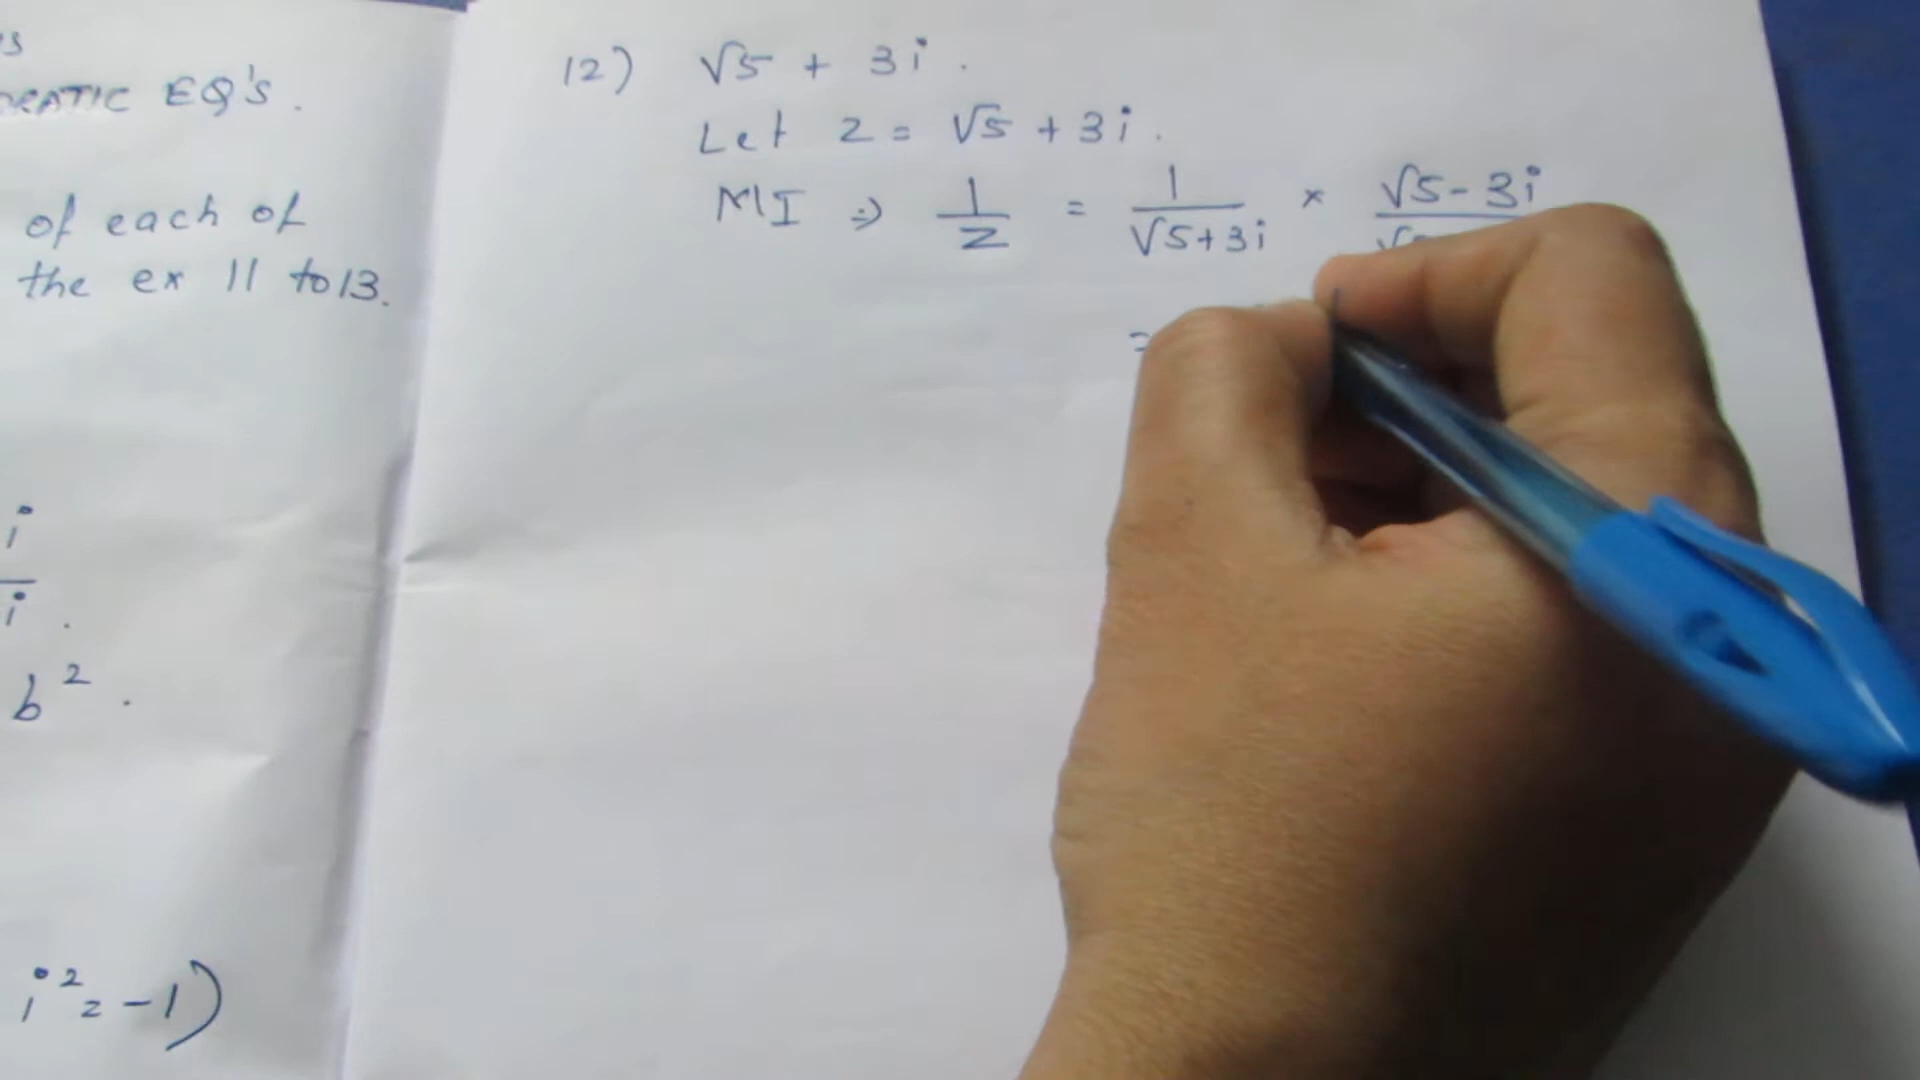 RATIC EQ'S.
of each of
the ex 11 to 13.
i
i .
b² .
i² = -1)
12) √5 + 3i .
Let z = √5 + 3i .
MI ⇒ 1/z = 1/(√5+3i) × (√5-3i)/
=